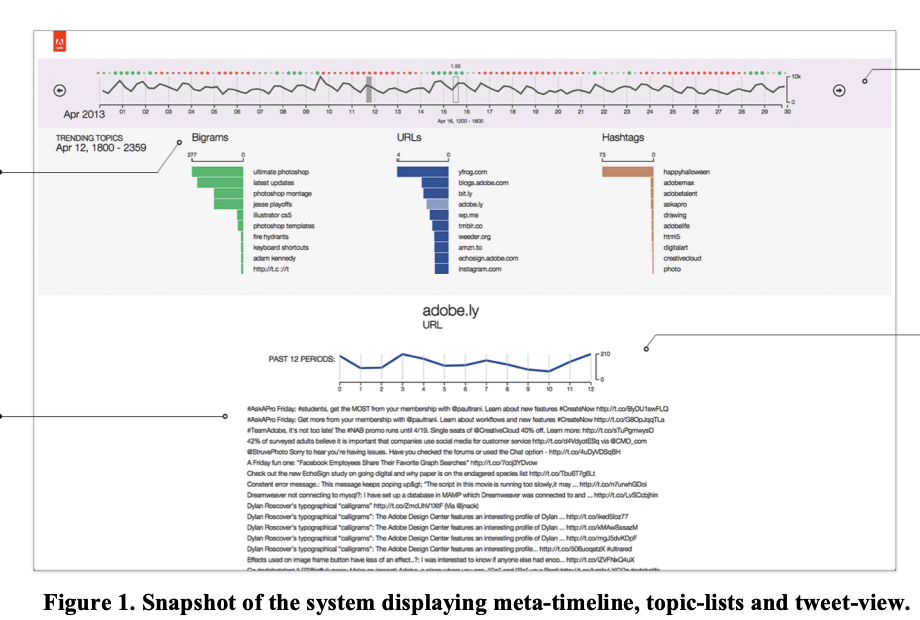 Adobe
1.55
10k
0
Apr 2013
01 02 03 04 05 06 07 08 09 10 11 12 13 14 15 16 17 18 19 20 21 22 23 24 25 26 27 28 29 30
Apr 16, 1200 - 1800
TRENDING TOPICS
Apr 12, 1800 - 2359
Bigrams
277 0
ultimate photoshop
latest updates
photoshop montage
jesse playoffs
illustrator cs5
photoshop templates
fire hydrants
keyboard shortcuts
adam kennedy
http://t.c ://t
URLs
4 0
yfrog.com
blogs.adobe.com
bit.ly
adobe.ly
wp.me
tmblr.co
weeder.org
amzn.to
echosign.adobe.com
instagram.com
Hashtags
73 0
happyhalloween
adobemax
adobetalent
askapro
drawing
adobelife
html5
digitalart
creativecloud
photo
adobe.ly
URL
PAST 12 PERIODS:
210
0
0 1 2 3 4 5 6 7 8 9 10 11 12
#AskAPro Friday: #students, get the MOST from your membership with @paultrani. Learn about new features #CreateNow http://t.co/ByDU1swFLQ
#AskAPro Friday: Get more from your membership with @paultrani. Learn about workflows and new features #CreateNow http://t.co/G8OpJqqTLa
#TeamAdobe, it's not too late! The #NAB promo runs until 4/19. Single seats of @CreativeCloud 40% off. Learn more: http://t.co/sTuPgmwysO
42% of surveyed adults believe it is important that companies use social media for customer service http://t.co/d4VdyotESq via @CMO_com
@StruvePhoto Sorry to hear you're having issues. Have you checked the forums or used the Chat option - http://t.co/4uDyVDSqBH
A Friday fun one: "Facebook Employees Share Their Favorite Graph Searches" http://t.co/7coj3YDvow
Check out the new EchoSign study on going digital and why paper is on the endagered species list http://t.co/Tbu6T7g6Lt
Constent error message.: This message keeps poping up&gt; "The script in this movie is running too slowly,it may ... http://t.co/n7urwhGDoi
Dreamweaver not connecting to mysql?: I have set up a database in MAMP which Dreamweaver was connected to and ... http://t.co/LvSCcbjhin
Dylan Roscover's typographical "calligrams" http://t.co/ZmcUhV1XIF (Via @jnack)
Dylan Roscover's typographical "calligrams": The Adobe Design Center features an interesting profile of Dylan ... http://t.co/iked5Ioz77
Dylan Roscover's typographical "calligrams": The Adobe Design Center features an interesting profile of Dylan ... http://t.co/kMAwSssazM
Dylan Roscover's typographical "calligrams": The Adobe Design Center features an interesting profile of Dylan ... http://t.co/mgJ5dvKDpF
Dylan Roscover's typographical "calligrams": The Adobe Design Center features an interesting profile... http://t.co/506uoqatzX #ultrared
Effects used on image frame button have less of an effect..?: I was interested to know if anyone else had enco... http://t.co/iZVFNxQ4uX
Figure 1. Snapshot of the system displaying meta-timeline, topic-lists and tweet-view.